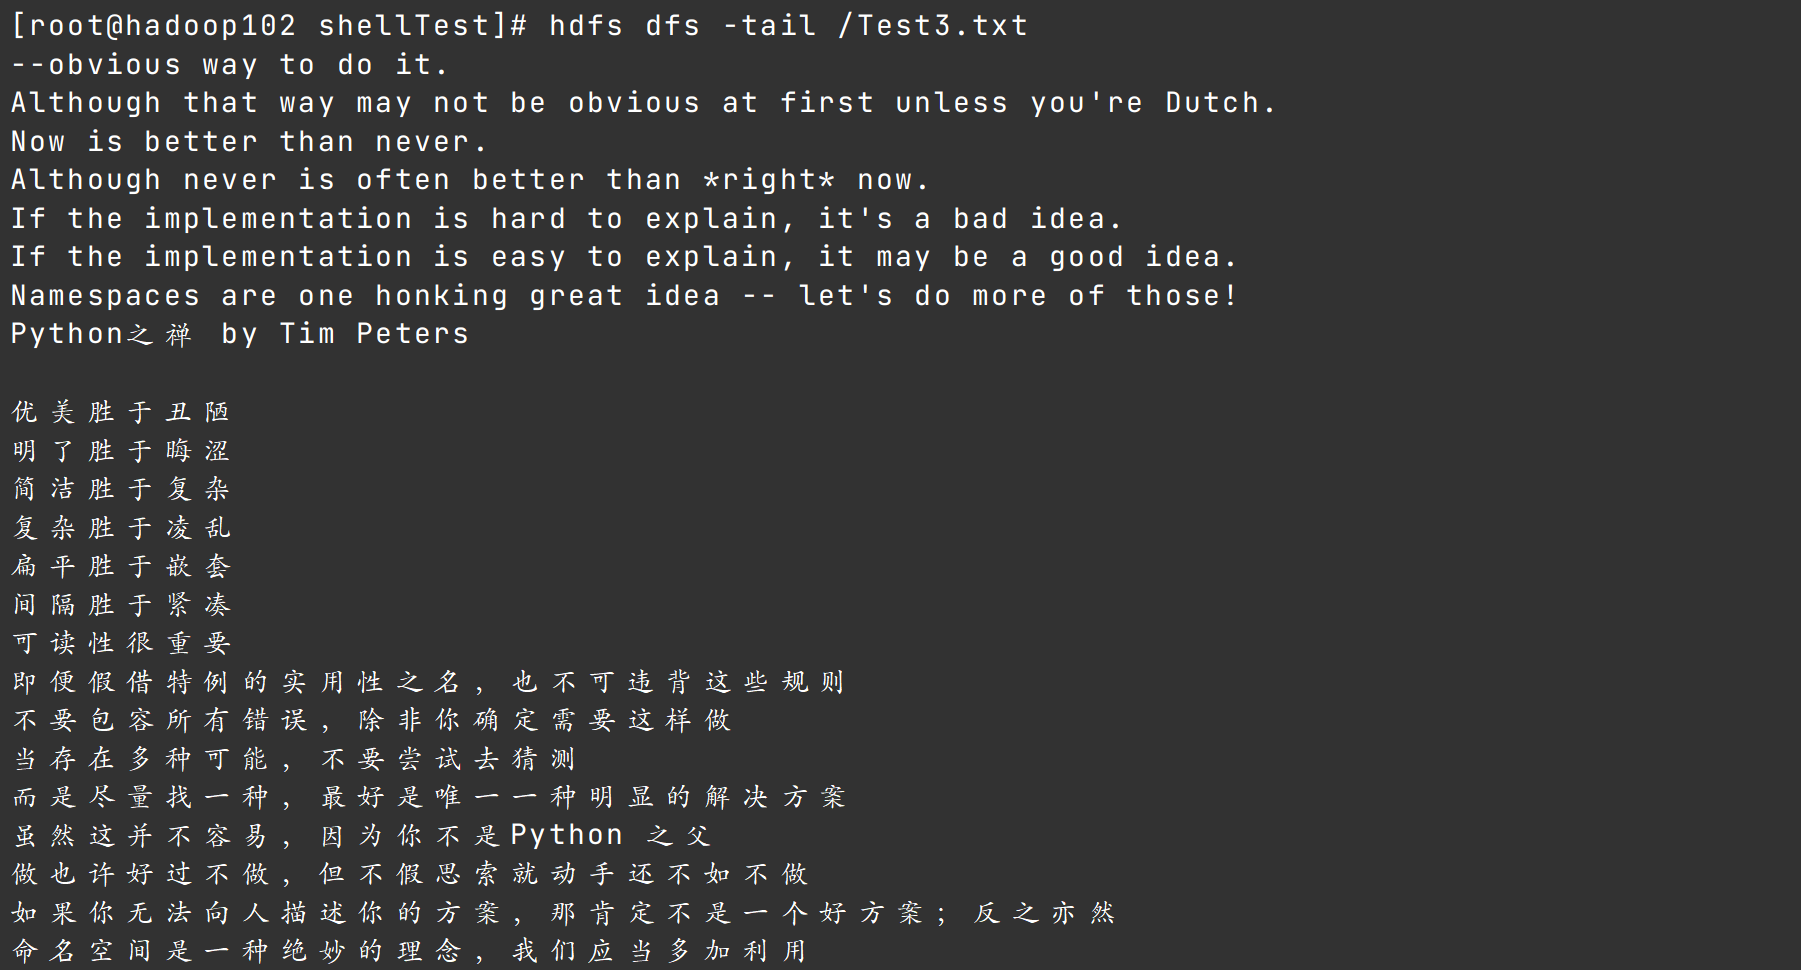 [root@hadoop102 shellTest]# hdfs dfs -tail /Test3.txt
--obvious way to do it.
Although that way may not be obvious at first unless you're Dutch.
Now is better than never.
Although never is often better than *right* now.
If the implementation is hard to explain, it's a bad idea.
If the implementation is easy to explain, it may be a good idea.
Namespaces are one honking great idea -- let's do more of those!
Python之禅 by Tim Peters
优美胜于丑陋
明了胜于晦涩
简洁胜于复杂
复杂胜于凌乱
扁平胜于嵌套
间隔胜于紧凑
可读性很重要
即便假借特例的实用性之名，也不可违背这些规则
不要包容所有错误，除非你确定需要这样做
当存在多种可能，不要尝试去猜测
而是尽量找一种，最好是唯一一种明显的解决方案
虽然这并不容易，因为你不是Python 之父
做也许好过不做，但不假思索就动手还不如不做
如果你无法向人描述你的方案，那肯定不是一个好方案；反之亦然
命名空间是一种绝妙的理念，我们应当多加利用